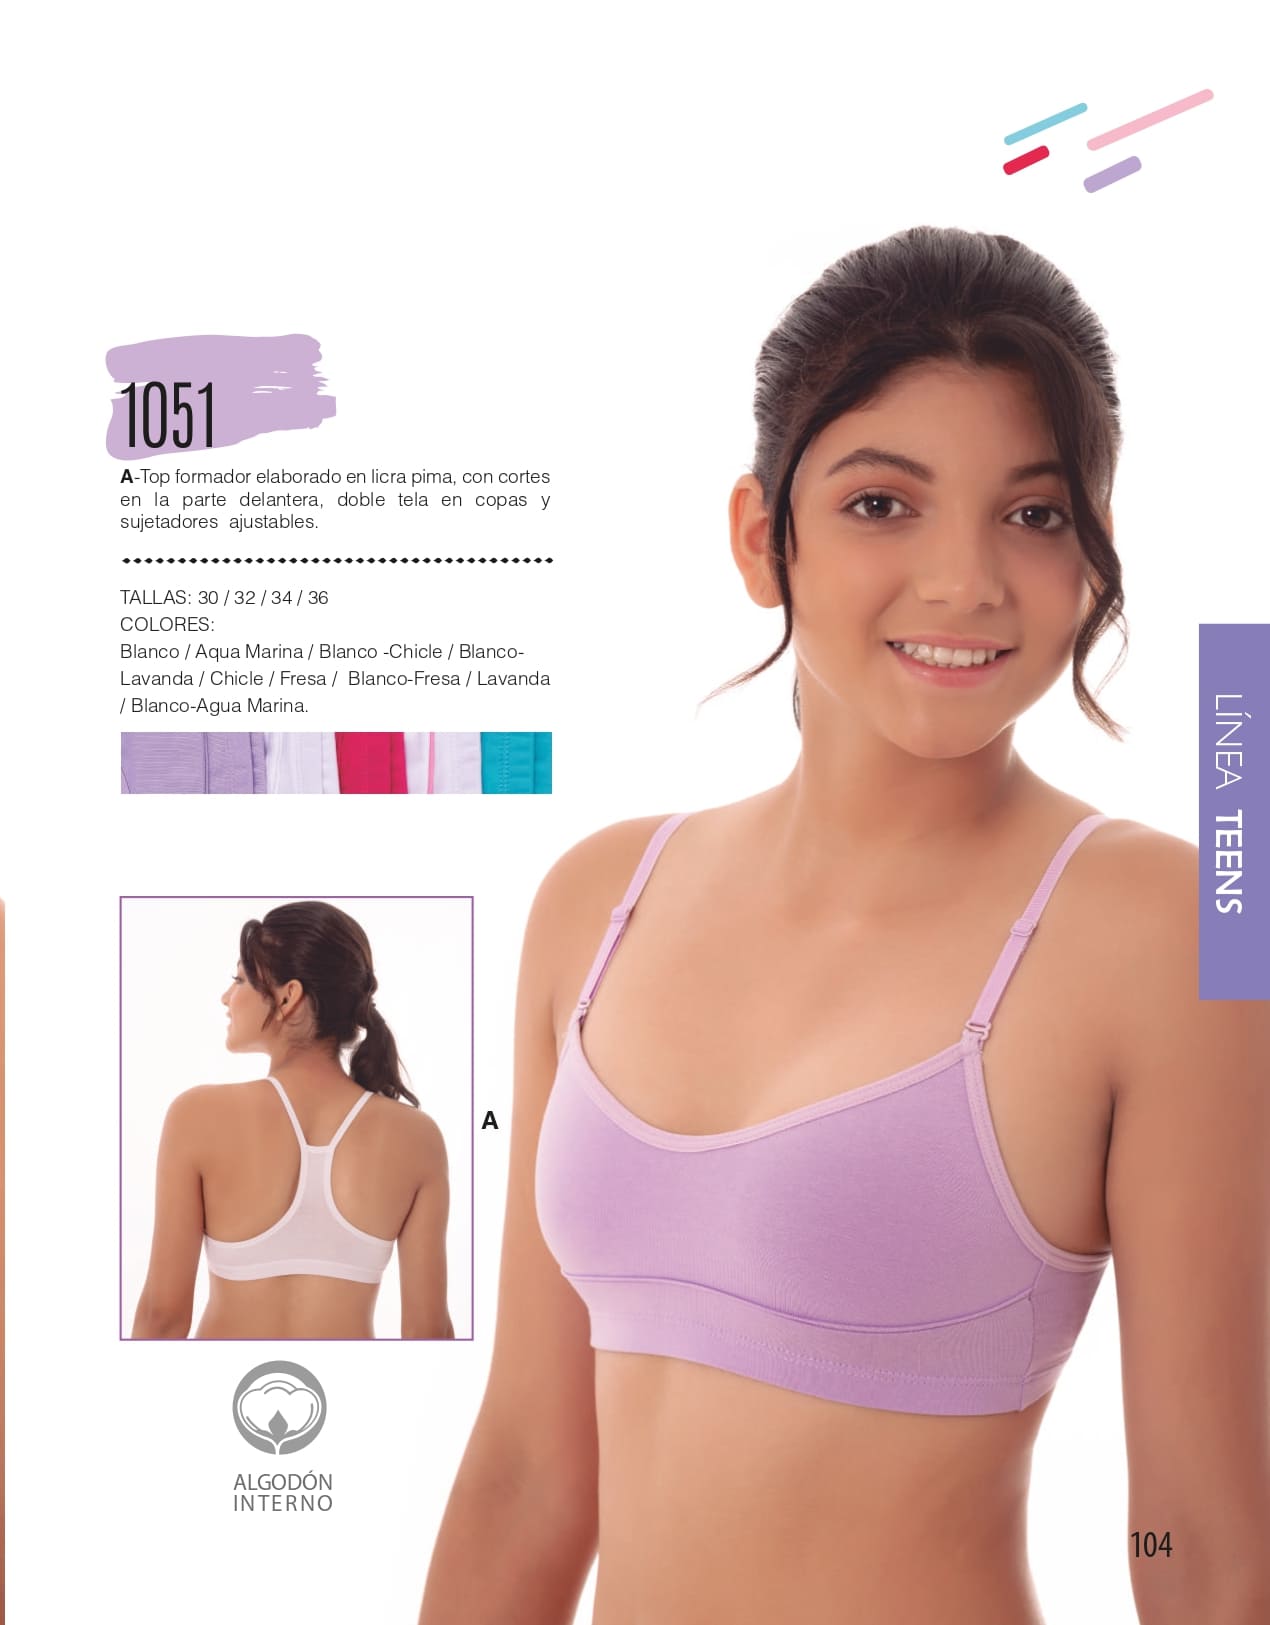 1051
A-Top formador elaborado en licra pima, con cortes
en la parte delantera, doble tela en copas y
sujetadores ajustables.
TALLAS: 30 / 32 / 34 / 36
COLORES:
Blanco / Aqua Marina / Blanco -Chicle / Blanco-
Lavanda / Chicle / Fresa / Blanco-Fresa / Lavanda
/ Blanco-Agua Marina.
A
ALGODÓN
INTERNO
LÍNEA TEENS
104